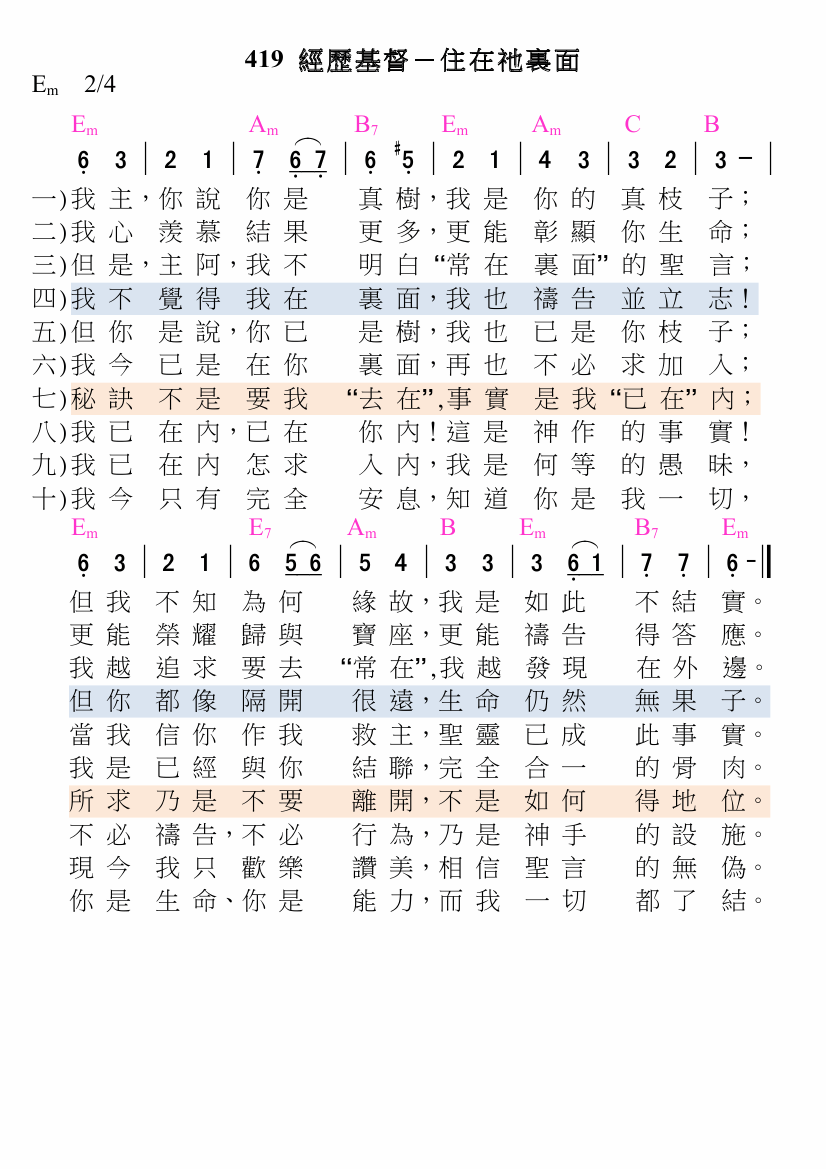 419 經歷基督－住在祂裏面
Em 2/4
Em Am B7 Em Am C B
6 3 | 2 1 | 7 6 7 | 6 #5 | 2 1 | 4 3 | 3 2 | 3 - |
一)我主，你說你是真樹，我是你的真枝子；
二)我心羨慕結果更多，更能彰顯你生命；
三)但是，主阿，我不明白“常在裏面”的聖言；
四)我不覺得我在裏面，我也禱告並立志！
五)但你是說，你已是樹，我也已是你枝子；
六)我今已是在你裏面，再也不必求加入；
七)秘訣不是要我“去在”,事實是我“已在”內；
八)我已在內，已在你內！這是神作的事實！
九)我已在內怎求入內，我是何等的愚昧，
十)我今只有完全安息，知道你是我一切，
Em E7 Am B Em B7 Em
6 3 | 2 1 | 6 5 6 | 5 4 | 3 3 | 3 6 1 | 7 7 | 6 - ‖
但我不知為何緣故，我是如此不結實。
更能榮耀歸與寶座，更能禱告得答應。
我越追求要去“常在”,我越發現在外邊。
但你都像隔開很遠，生命仍然無果子。
當我信你作我救主，聖靈已成此事實。
我是已經與你結聯，完全合一的骨肉。
所求乃是不要離開，不是如何得地位。
不必禱告，不必行為，乃是神手的設施。
現今我只歡樂讚美，相信聖言的無偽。
你是生命、你是能力，而我一切都了結。